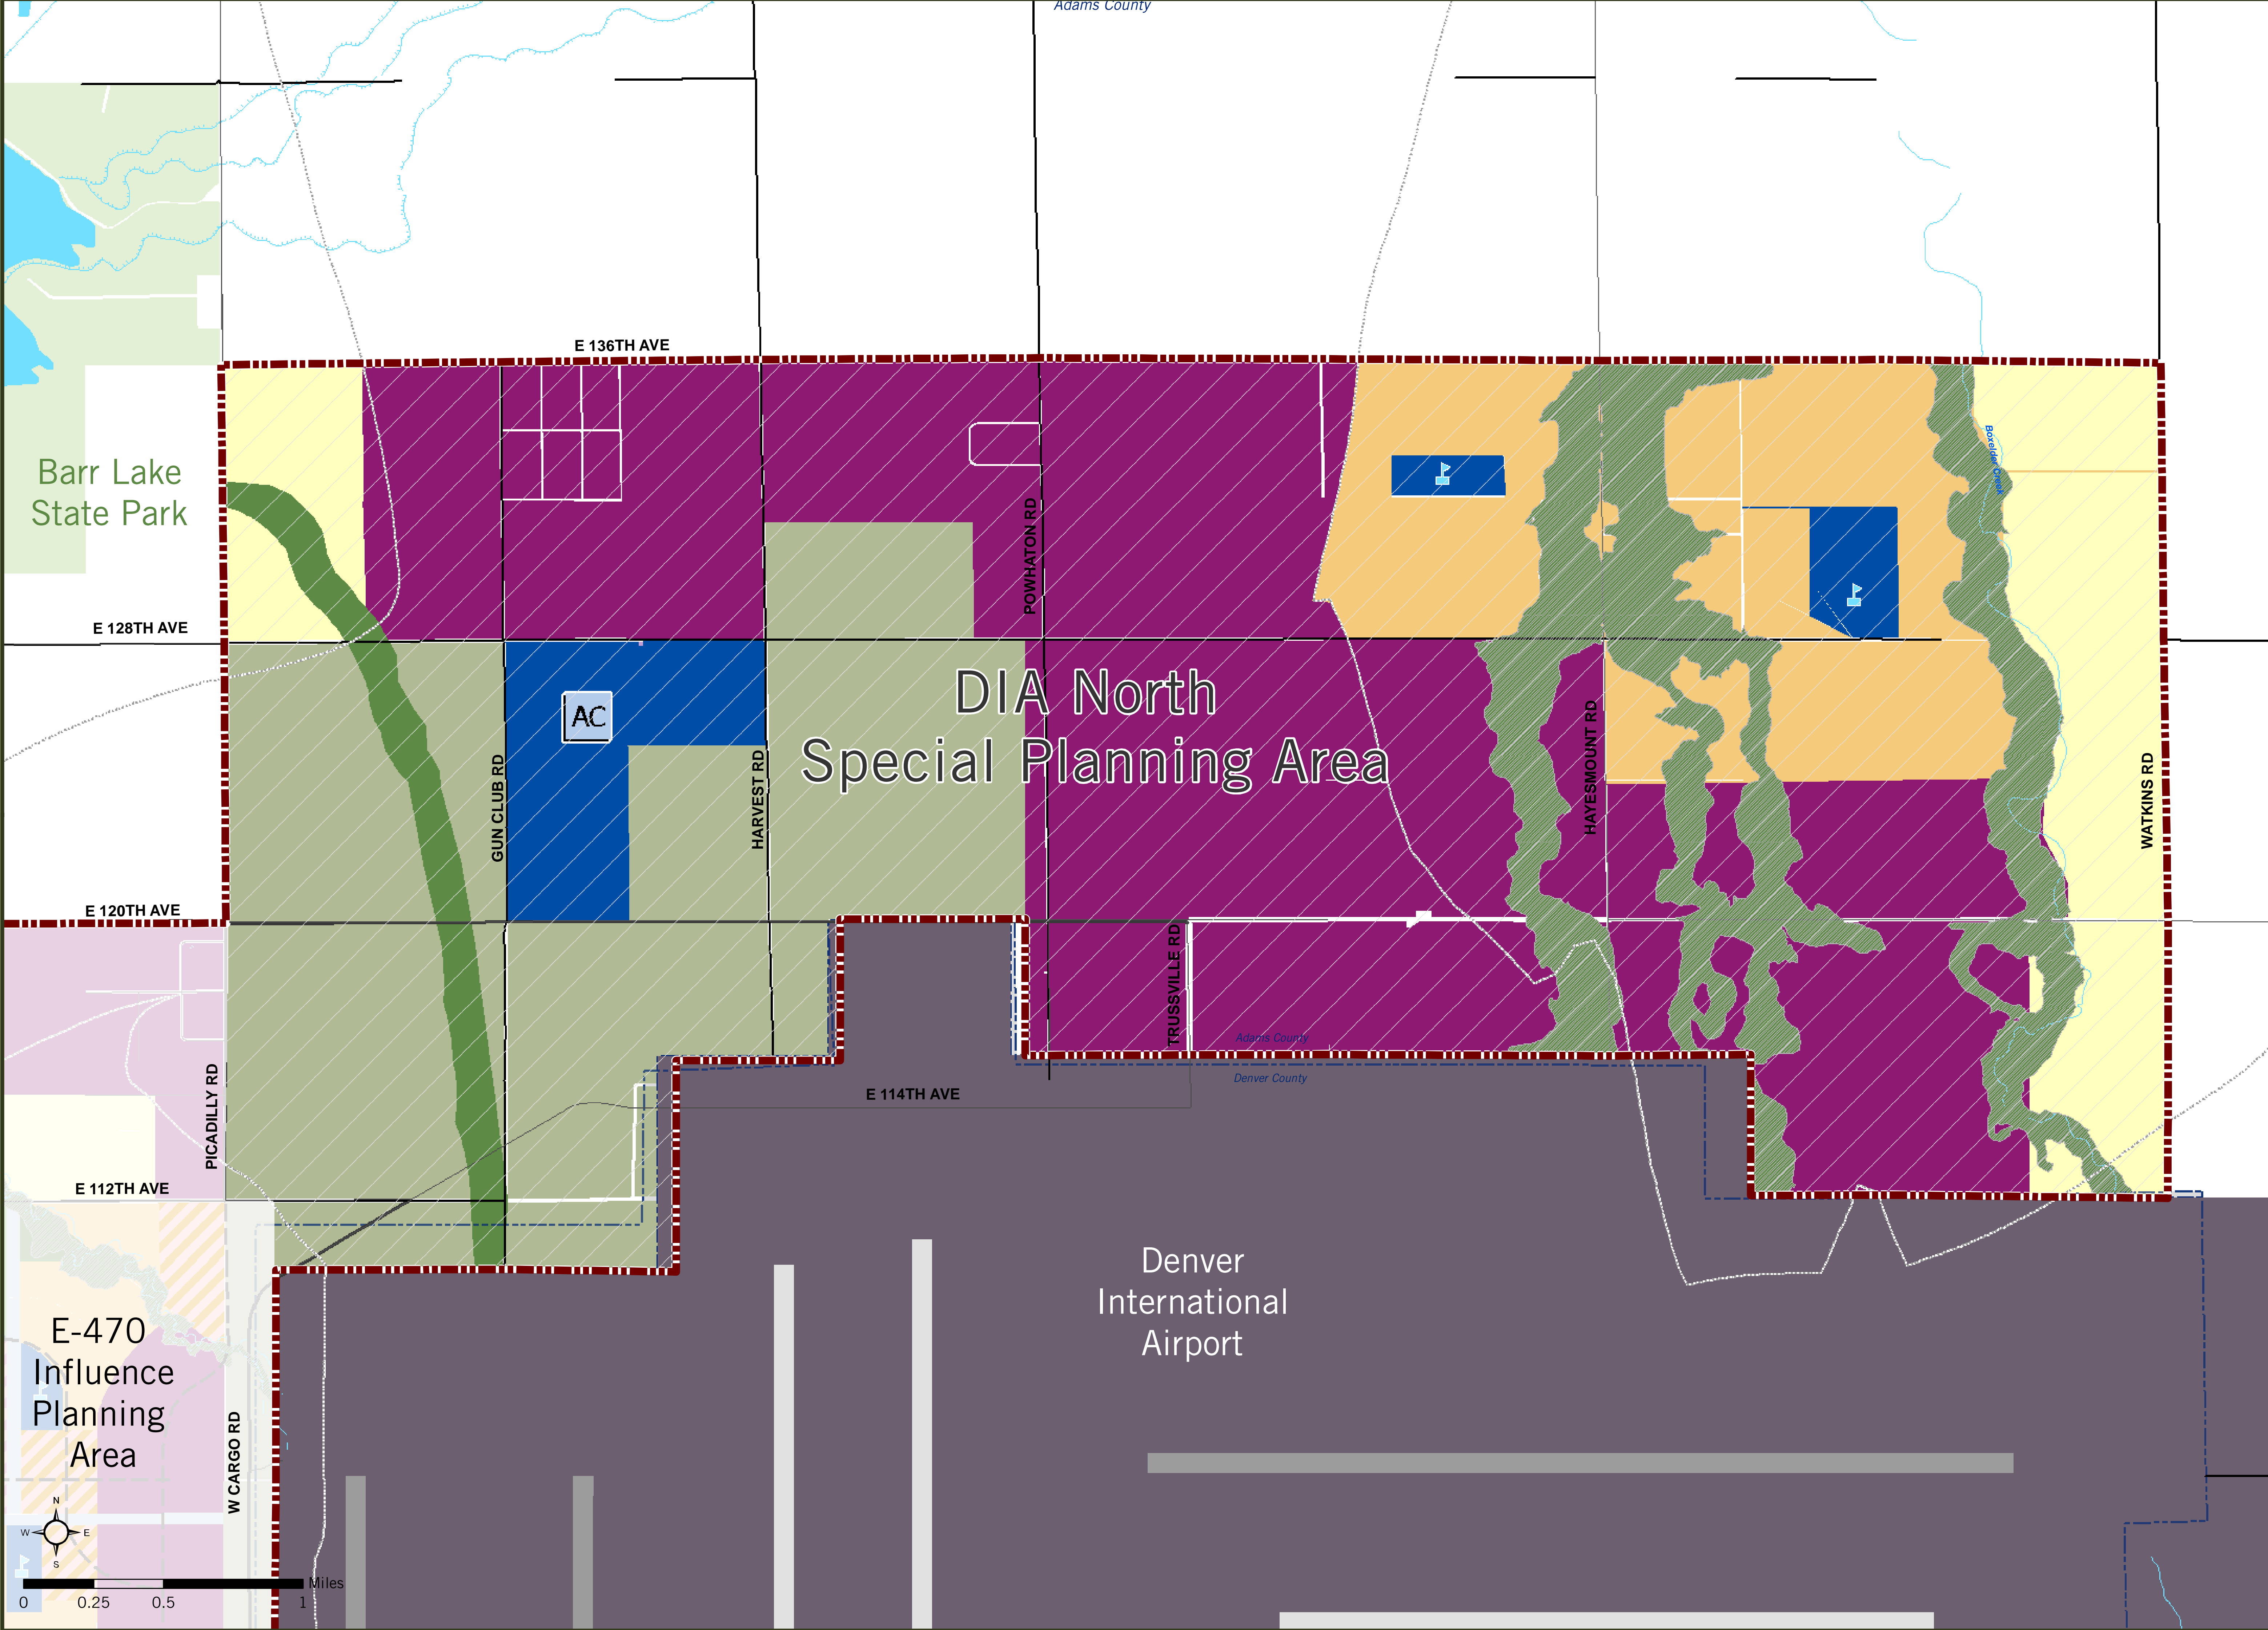 Adams County
E 136TH AVE
Barr Lake
State Park
Boxelder Creek
POWHATON RD
E 128TH AVE
DIA North
Special Planning Area
AC
GUN CLUB RD
HARVEST RD
HAYESMOUNT RD
WATKINS RD
E 120TH AVE
TRUSSVILLE RD
Adams County
Denver County
PICADILLY RD
E 114TH AVE
E 112TH AVE
Denver
International
Airport
E-470
Influence
Planning
Area
W CARGO RD
N
W E
S
Miles
0 0.25 0.5 1